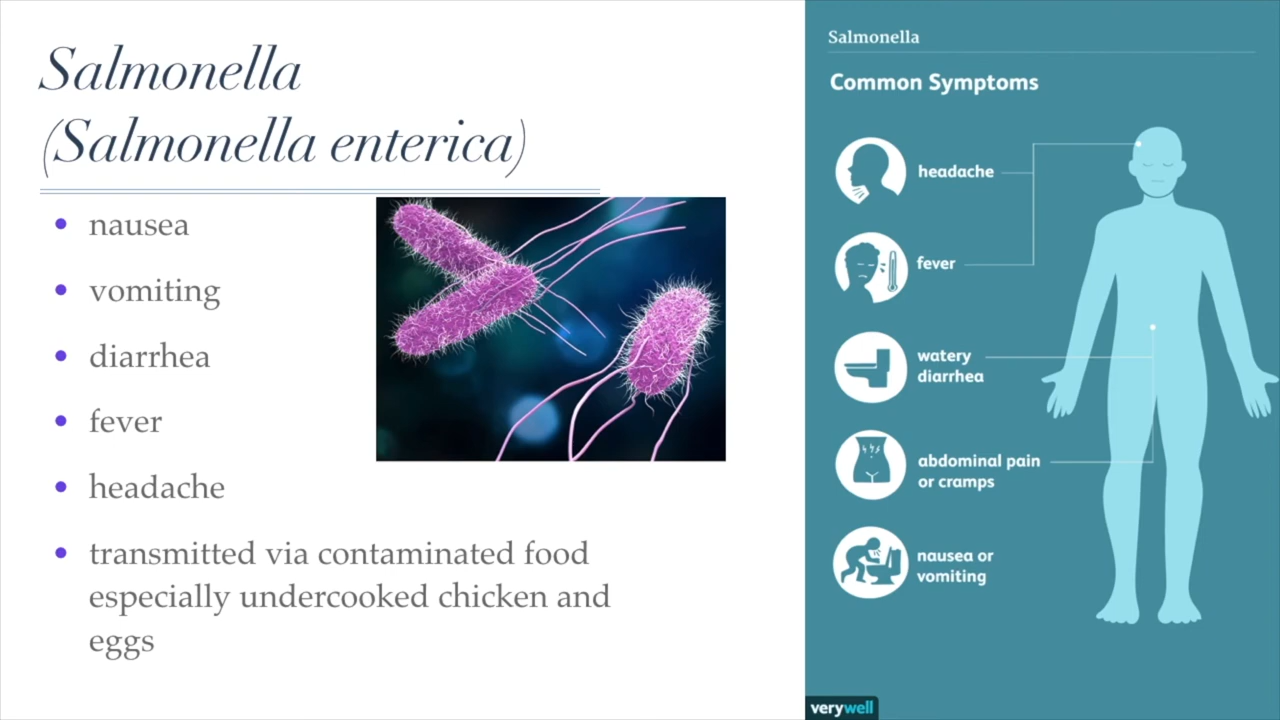 Salmonella
(Salmonella enterica)
• nausea
• vomiting
• diarrhea
• fever
• headache
• transmitted via contaminated food
especially undercooked chicken and
eggs
Salmonella
Common Symptoms
headache
fever
watery
diarrhea
abdominal pain
or cramps
nausea or
vomiting
verywell